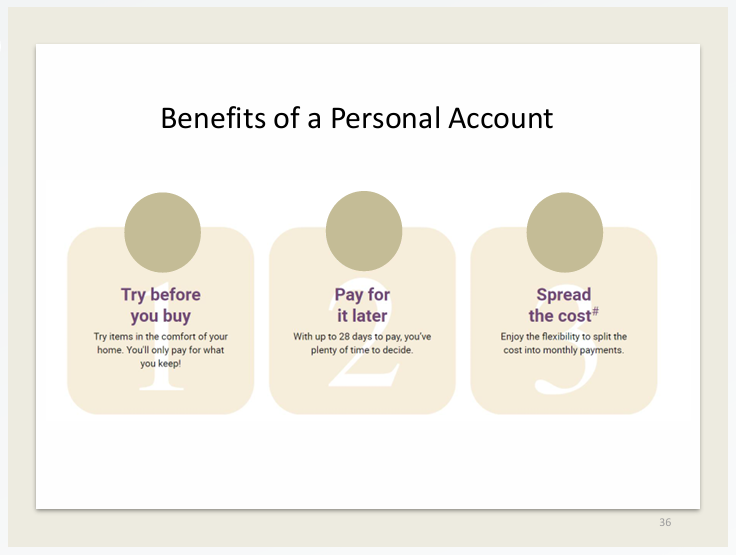 Benefits of a Personal Account
1
Try before
you buy
Try items in the comfort of your
home. You'll only pay for what
you keep!
2
Pay for
it later
With up to 28 days to pay, you've
plenty of time to decide.
3
Spread
the cost#
Enjoy the flexibility to split the
cost into monthly payments.
36